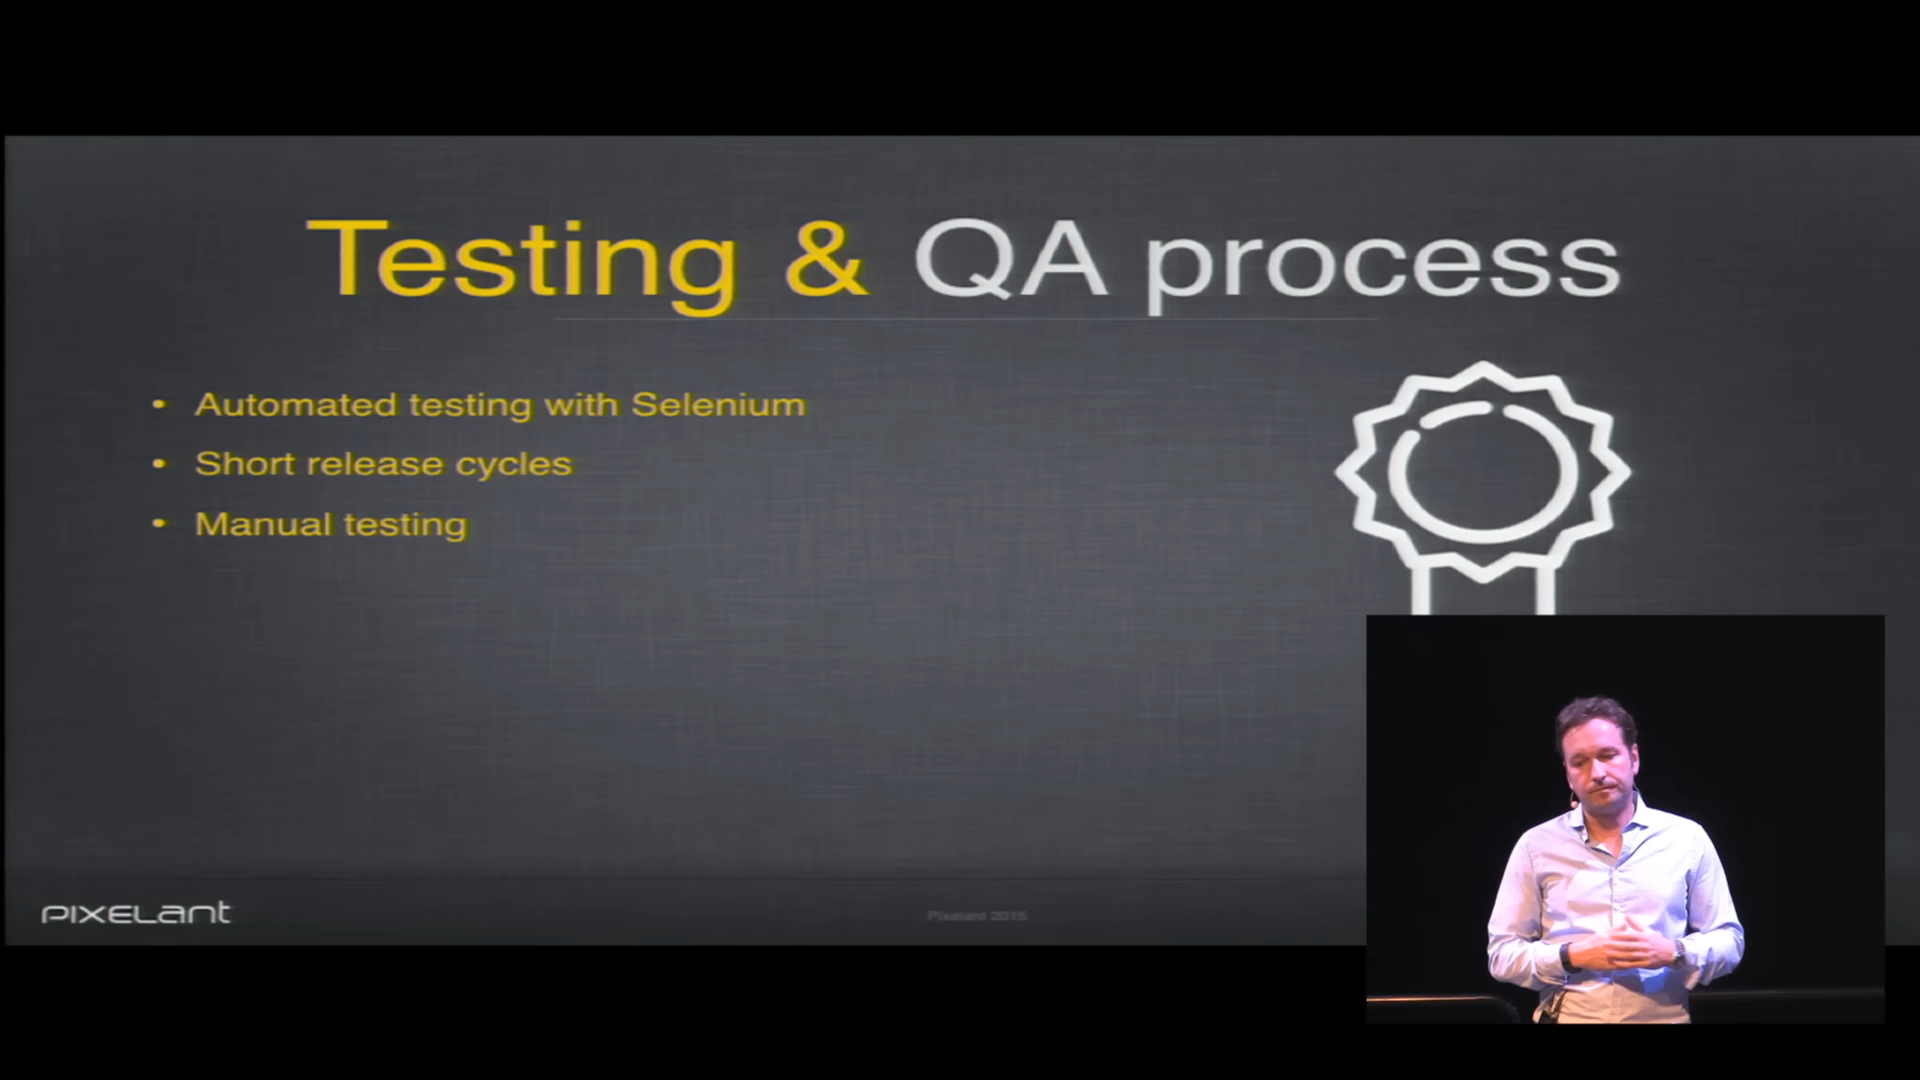 Testing & QA process
• Automated testing with Selenium
• Short release cycles
• Manual testing
PIXELANT
Pixelant 2015